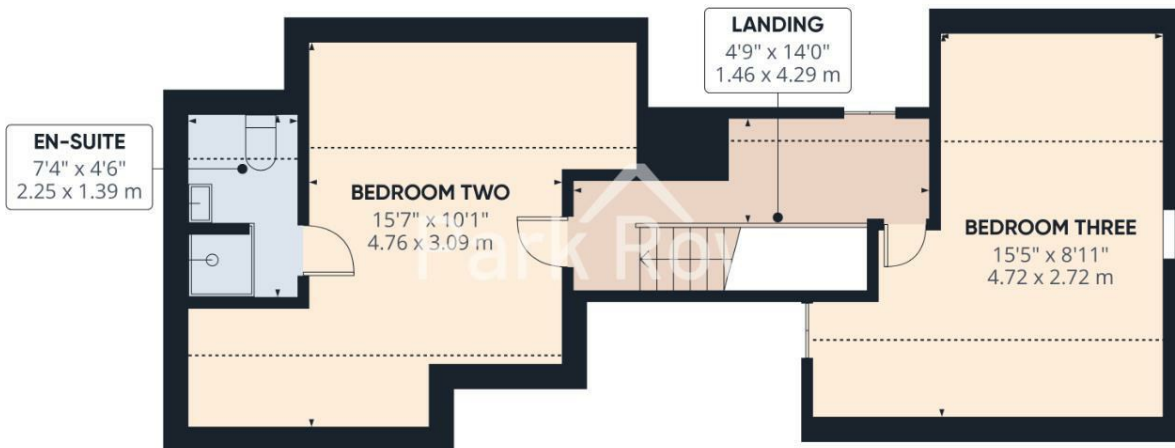 LANDING
4'9" x 14'0"
1.46 x 4.29 m
EN-SUITE
7'4" x 4'6"
2.25 x 1.39 m
BEDROOM TWO
15'7" x 10'1"
4.76 x 3.09 m
BEDROOM THREE
15'5" x 8'11"
4.72 x 2.72 m
Park Row